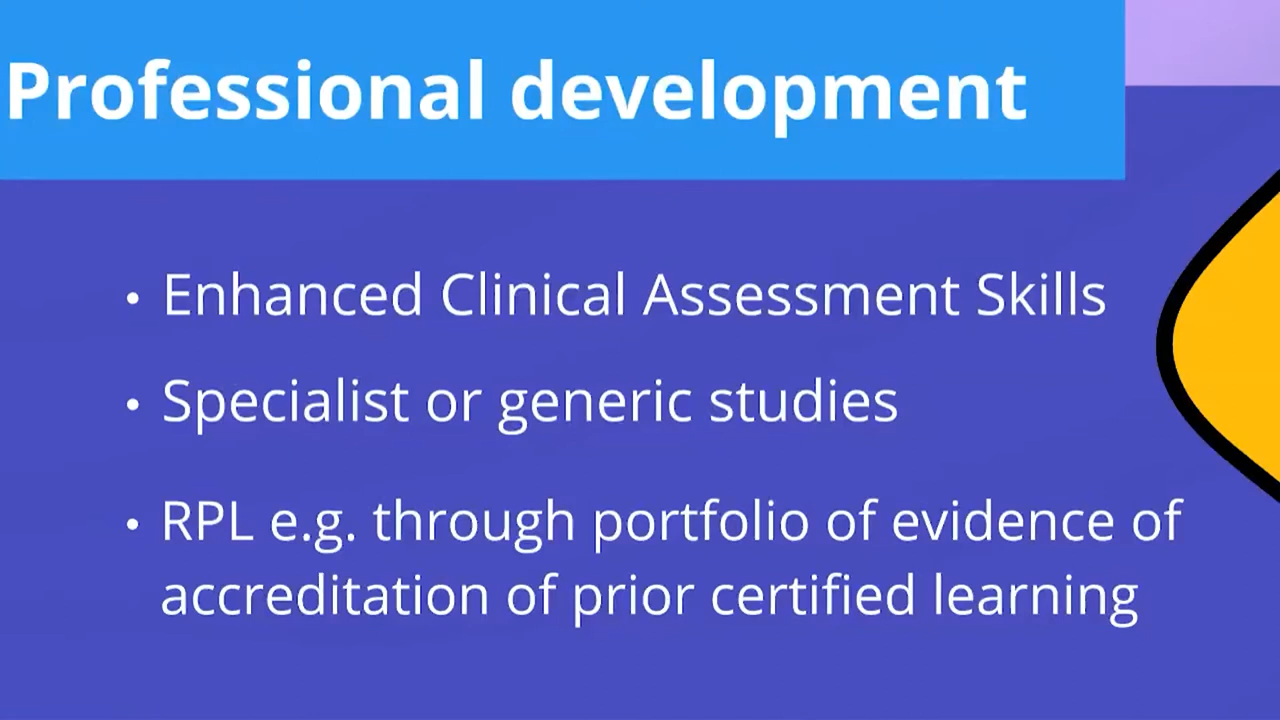 Professional development
• Enhanced Clinical Assessment Skills
• Specialist or generic studies
• RPL e.g. through portfolio of evidence of
accreditation of prior certified learning